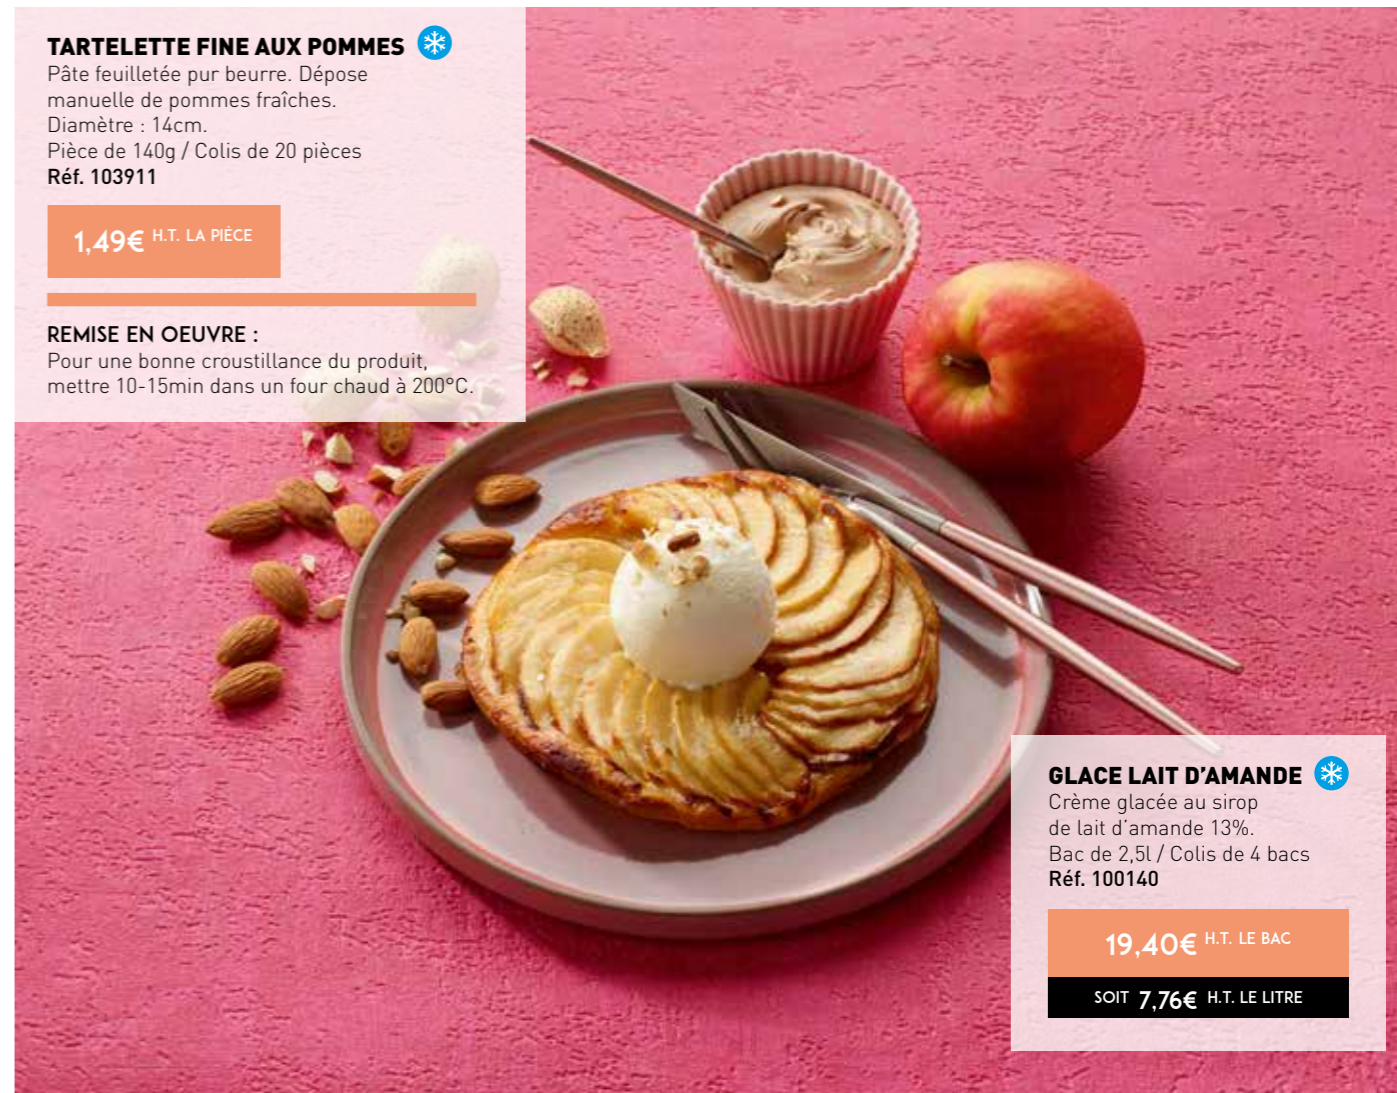 TARTELETTE FINE AUX POMMES
Pâte feuilletée pur beurre. Dépose
manuelle de pommes fraîches.
Diamètre : 14cm.
Pièce de 140g / Colis de 20 pièces
Réf. 103911
1,49€ H.T. LA PIÈCE
REMISE EN OEUVRE :
Pour une bonne croustillance du produit,
mettre 10-15min dans un four chaud à 200°C.
GLACE LAIT D'AMANDE
Crème glacée au sirop
de lait d'amande 13%.
Bac de 2,5l / Colis de 4 bacs
Réf. 100140
19,40€ H.T. LE BAC
SOIT 7,76€ H.T. LE LITRE